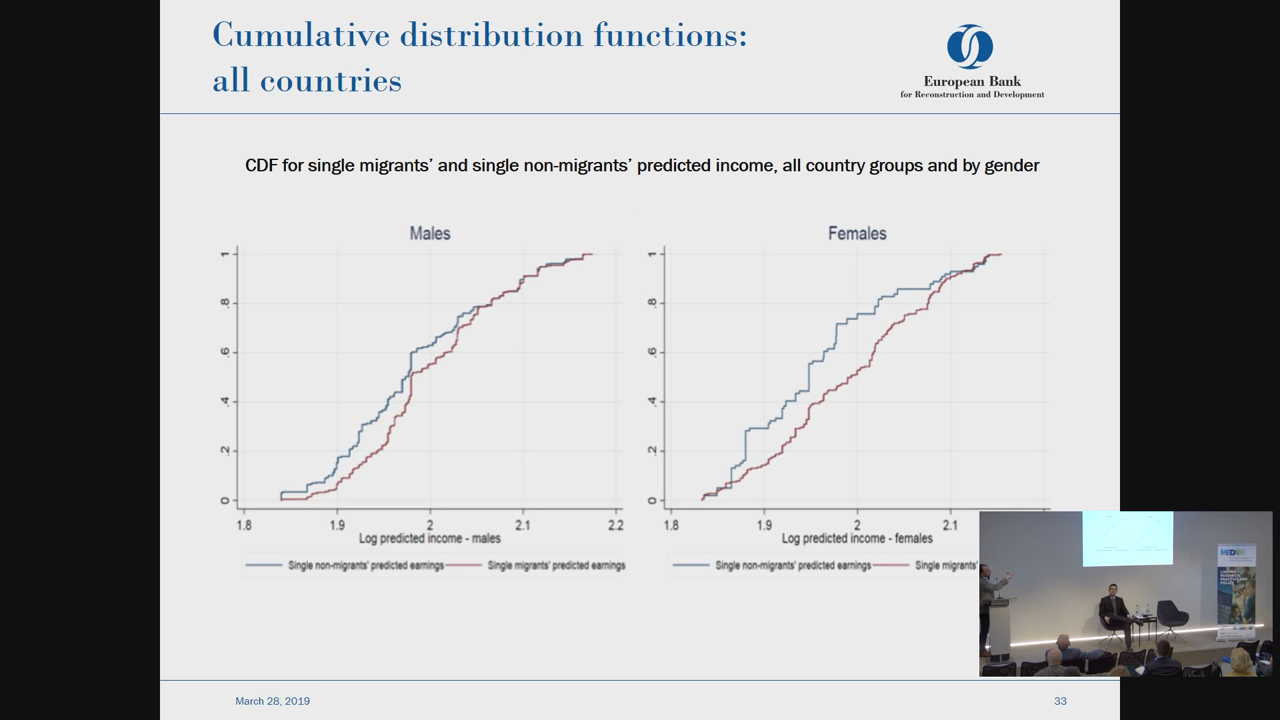 Cumulative distribution functions:
all countries
European Bank
for Reconstruction and Development
CDF for single migrants' and single non-migrants' predicted income, all country groups and by gender
Males
1
.8
.6
.4
.2
0
1.8 1.9 2 2.1 2.2
Log predicted income - males
Single non-migrants' predicted earnings Single migrants' predicted earnings
Females
1
.8
.6
.4
.2
0
1.8 1.9 2 2.1
Log predicted income - females
Single non-migrants' predicted earnings Single migrants'
MEDAM
March 28, 2019
33